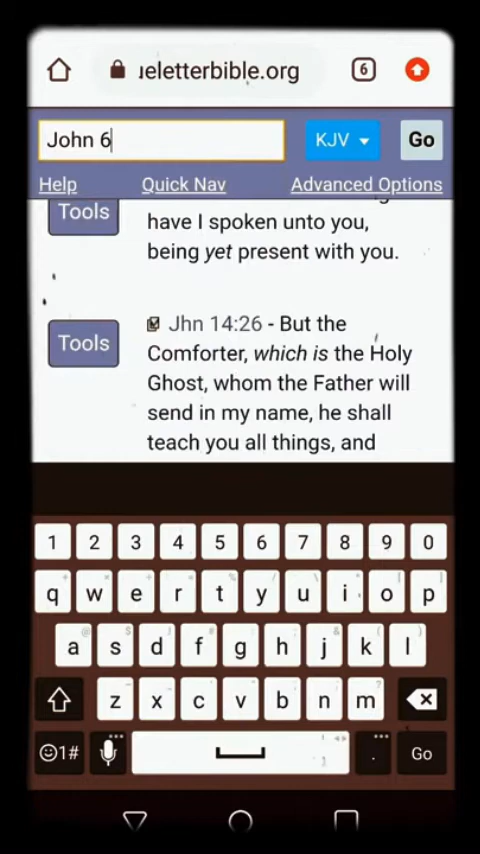 ueletterbible.org 6
John 6 KJV Go
Help Quick Nav Advanced Options
Tools have I spoken unto you,
being yet present with you.
Tools Jhn 14:26 - But the
Comforter, which is the Holy
Ghost, whom the Father will
send in my name, he shall
teach you all things, and
1 2 3 4 5 6 7 8 9 0
q w e r t y u i o p
a s d f g h j k l
z x c v b n m
1# . Go